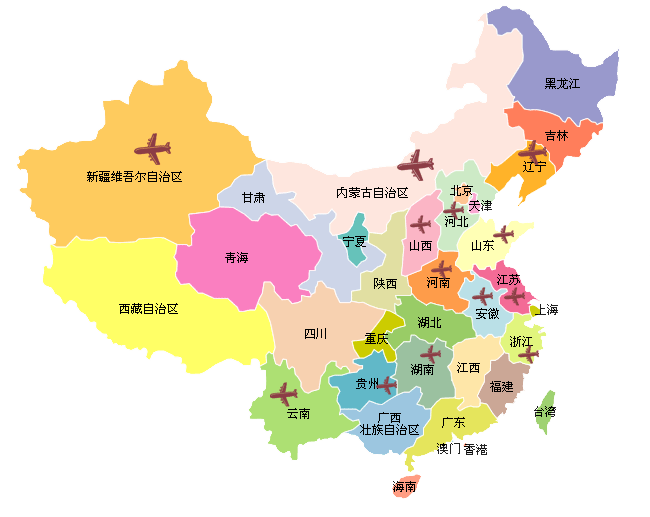 黑龙江
吉林
辽宁
新疆维吾尔自治区
内蒙古自治区
北京
天津
甘肃
河北
宁夏
山西
山东
青海
陕西
河南
江苏
西藏自治区
安徽
上海
四川
重庆
湖北
浙江
贵州
湖南
江西
福建
云南
广西
壮族自治区
广东
台湾
澳门
香港
海南